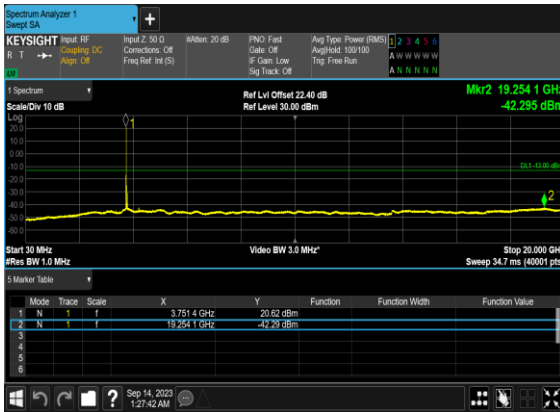 Spectrum Analyzer 1
Swept SA
KEYSIGHT
R T
LXI
Input: RF
Coupling: DC
Align: Off
Input Z: 50 Ω
Corrections: Off
Freq Ref: Int (S)
#Atten: 20 dB
PNO: Fast
Gate: Off
IF Gain: Low
Sig Track: Off
Avg Type: Power (RMS)
Avg|Hold: 100/100
Trig: Free Run
1 2 3 4 5 6
A W W W W W
A N N N N N
1 Spectrum
Scale/Div 10 dB
Ref Lvl Offset 22.40 dB
Ref Level 30.00 dBm
Mkr2 19.254 1 GHz
-42.295 dBm
Log
20.0
10.0
0.00
-10.0
-20.0
-30.0
-40.0
-50.0
-60.0
1
DL1 -13.00 dBm
2
Start 30 MHz
#Res BW 1.0 MHz
Video BW 3.0 MHz*
Stop 20.000 GHz
Sweep 34.7 ms (40001 pts)
5 Marker Table
Mode Trace Scale X Y Function Function Width Function Value
1 N 1 f 3.751 4 GHz 20.62 dBm
2 N 1 f 19.254 1 GHz -42.29 dBm
3
4
5
6
Sep 14, 2023
1:27:42 AM